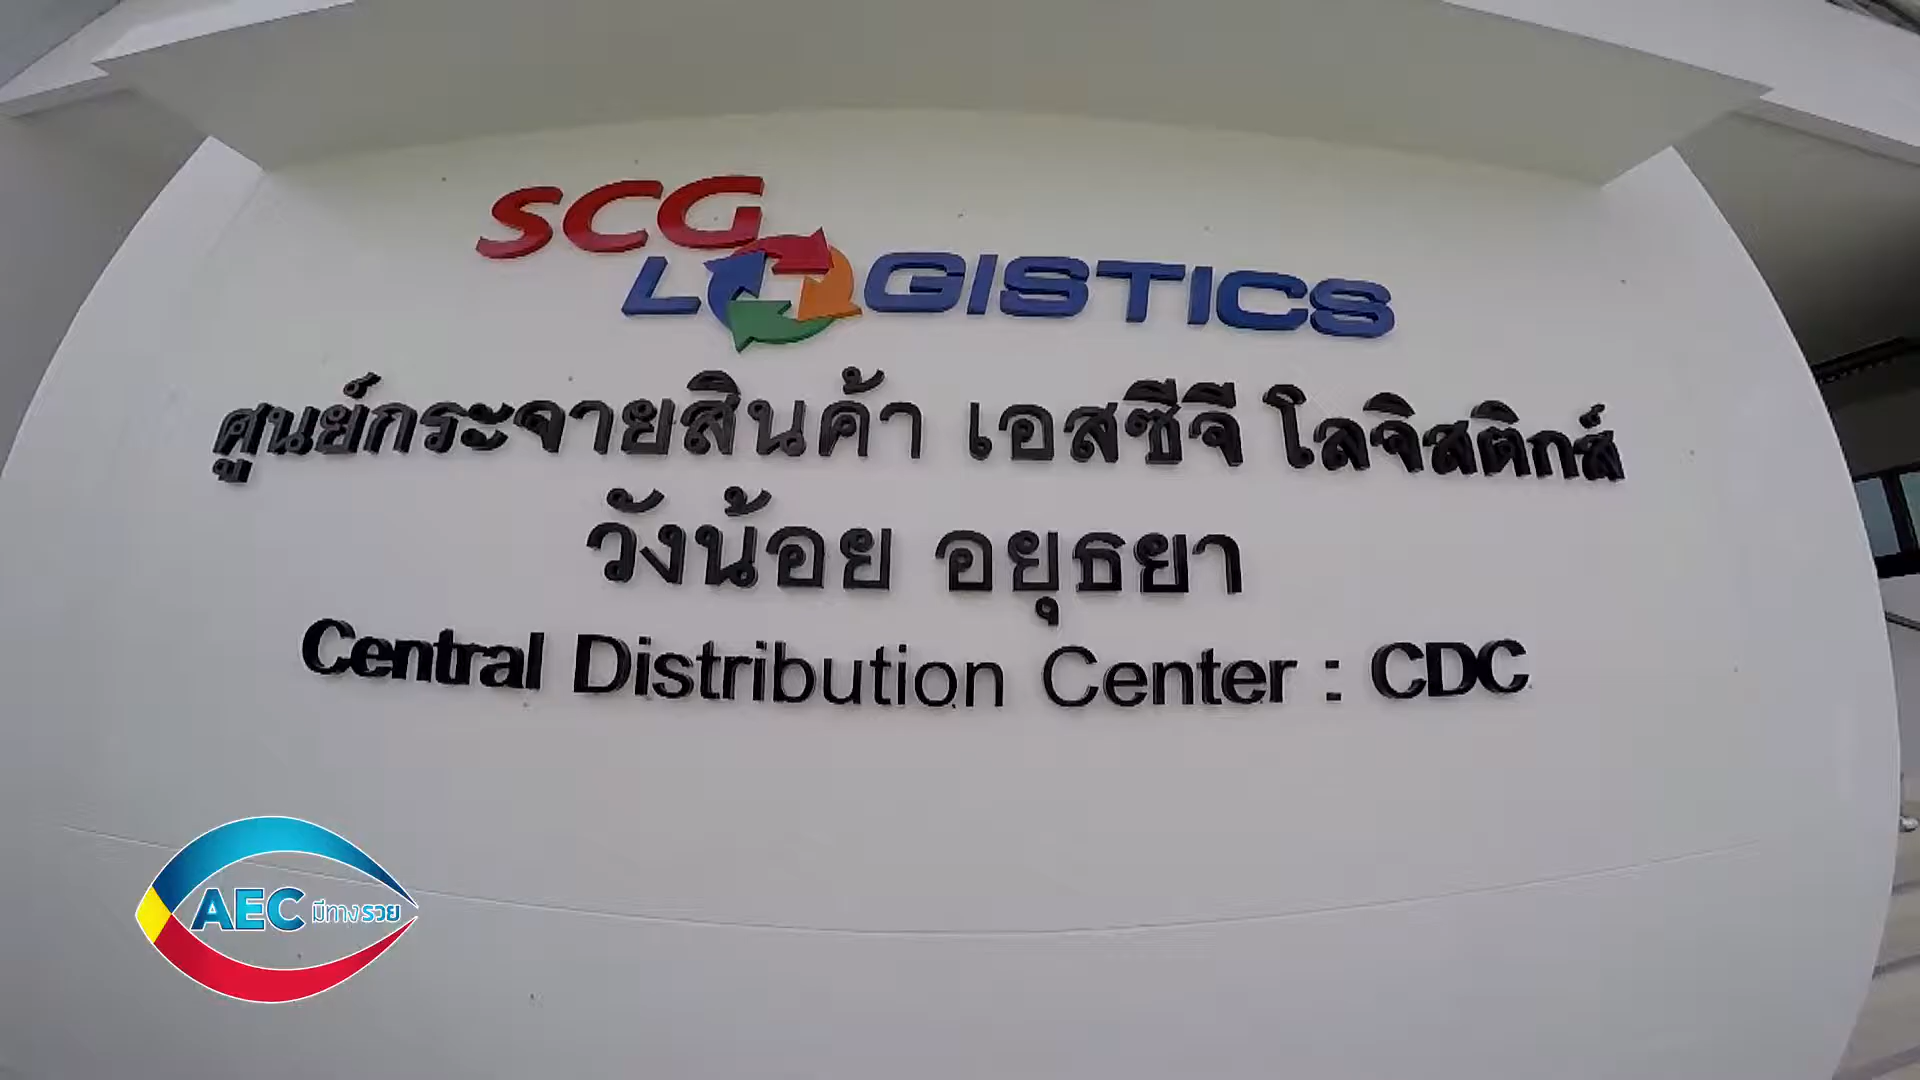 SCG
LOGISTICS
ศูนย์กระจายสินค้า เอสซีจี โลจิสติกส์
วังน้อย อยุธยา
Central Distribution Center : CDC
AEC มีทางรวย